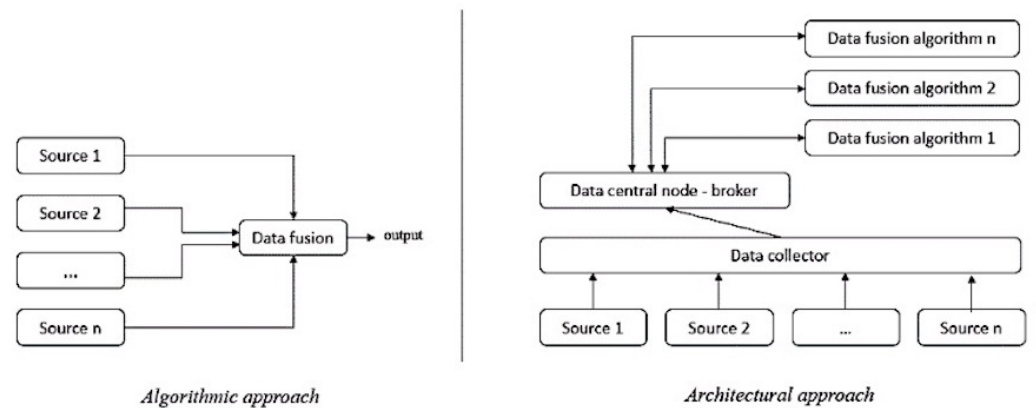 Source 1
Source 2
...
Source n
Data fusion
output
Algorithmic approach
Data fusion algorithm n
Data fusion algorithm 2
Data fusion algorithm 1
Data central node - broker
Data collector
Source 1
Source 2
...
Source n
Architectural approach